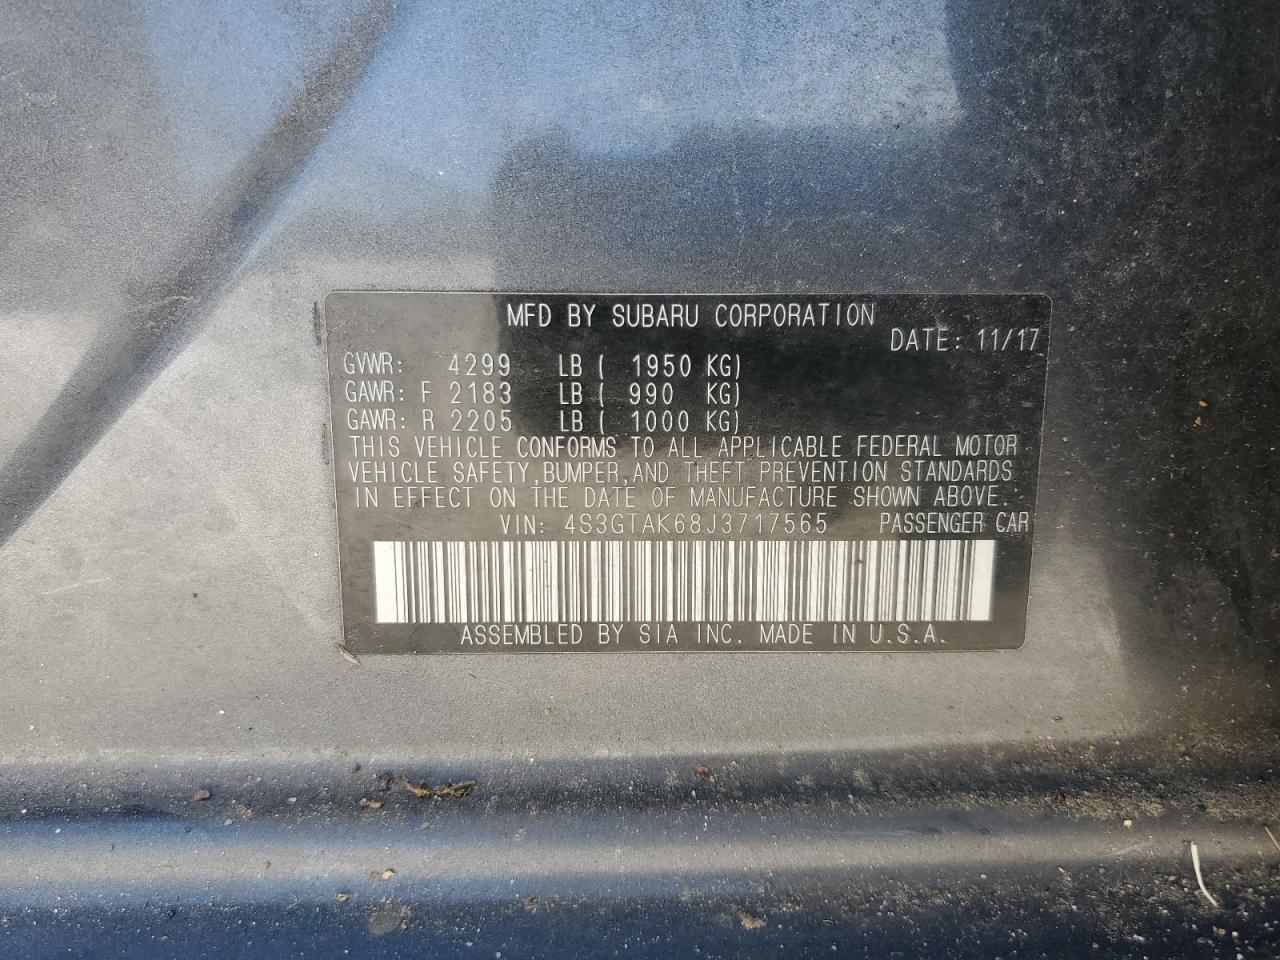 MFD BY SUBARU CORPORATION
DATE: 11/17
GVWR: 4299 LB ( 1950 KG)
GAWR: F 2183 LB ( 990 KG)
GAWR: R 2205 LB ( 1000 KG)
THIS VEHICLE CONFORMS TO ALL APPLICABLE FEDERAL MOTOR
VEHICLE SAFETY,BUMPER,AND THEFT PREVENTION STANDARDS
IN EFFECT ON THE DATE OF MANUFACTURE SHOWN ABOVE.
VIN: 4S3GTAK68J3717565 PASSENGER CAR
ASSEMBLED BY SIA INC. MADE IN U.S.A.